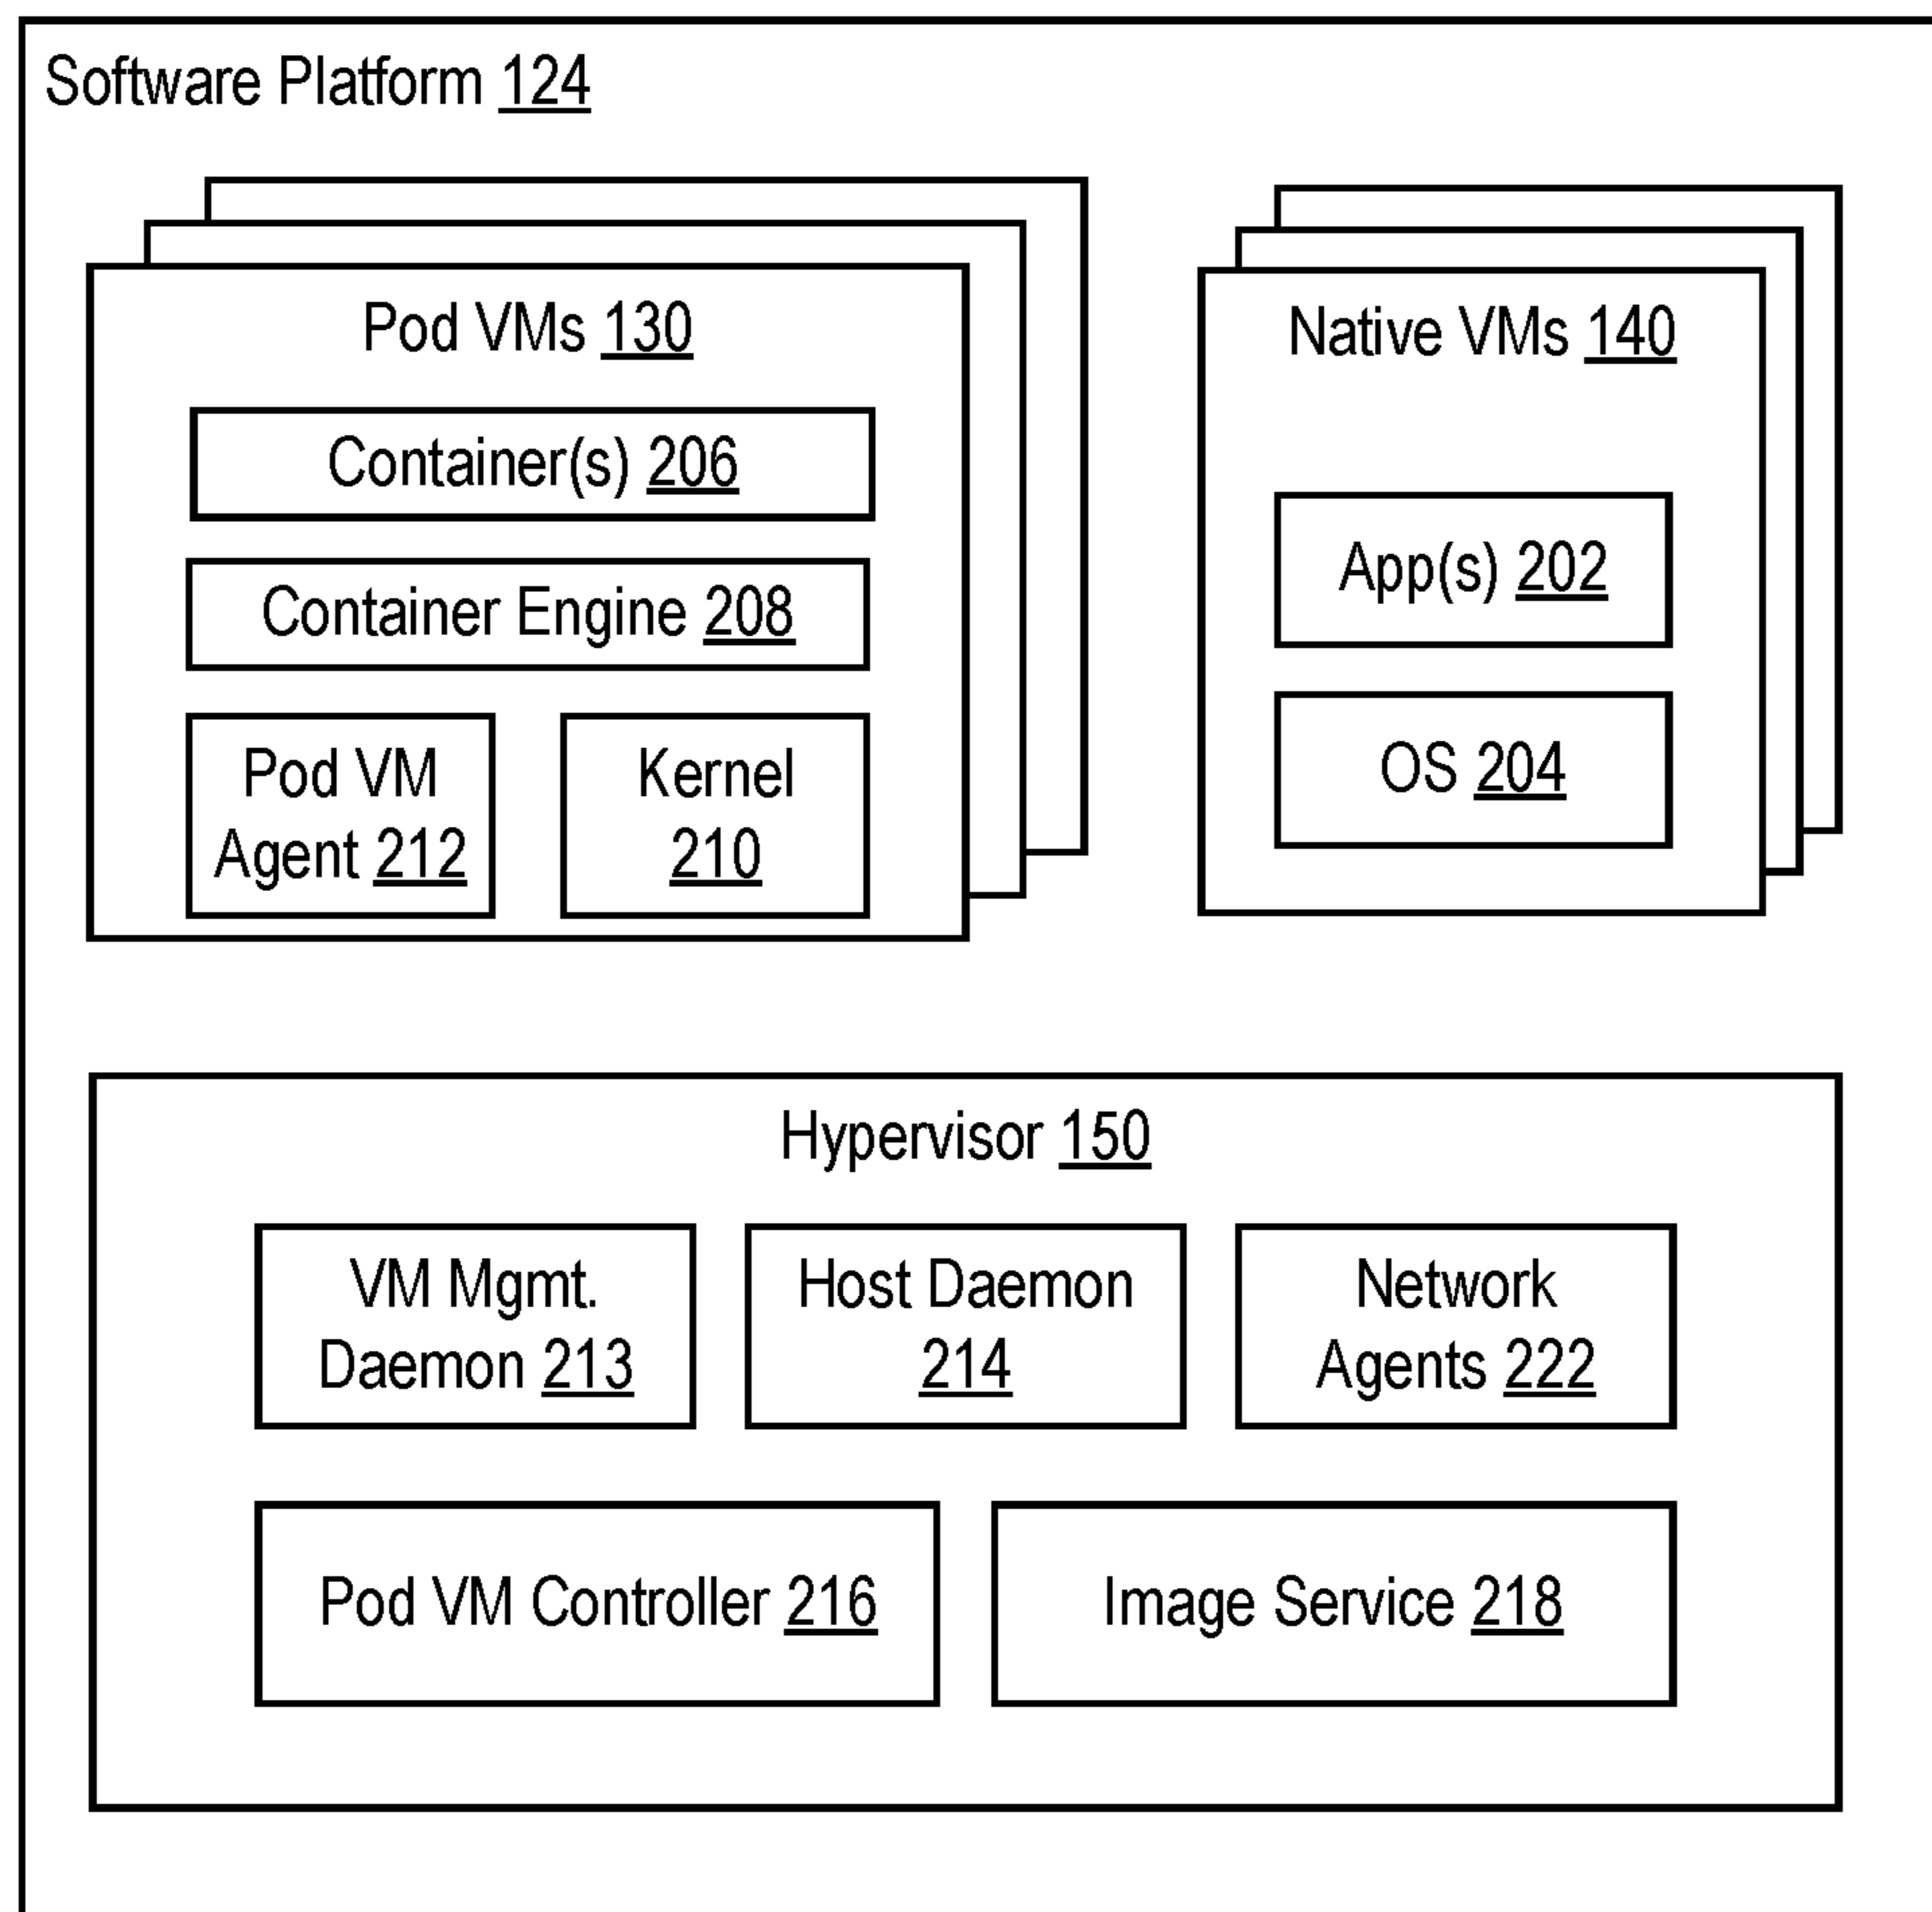 Software Platform 124
Pod VMs 130
Container(s) 206
Container Engine 208
Pod VM
Agent 212
Kernel
210
Native VMs 140
App(s) 202
OS 204
Hypervisor 150
VM Mgmt.
Daemon 213
Host Daemon
214
Network
Agents 222
Pod VM Controller 216
Image Service 218